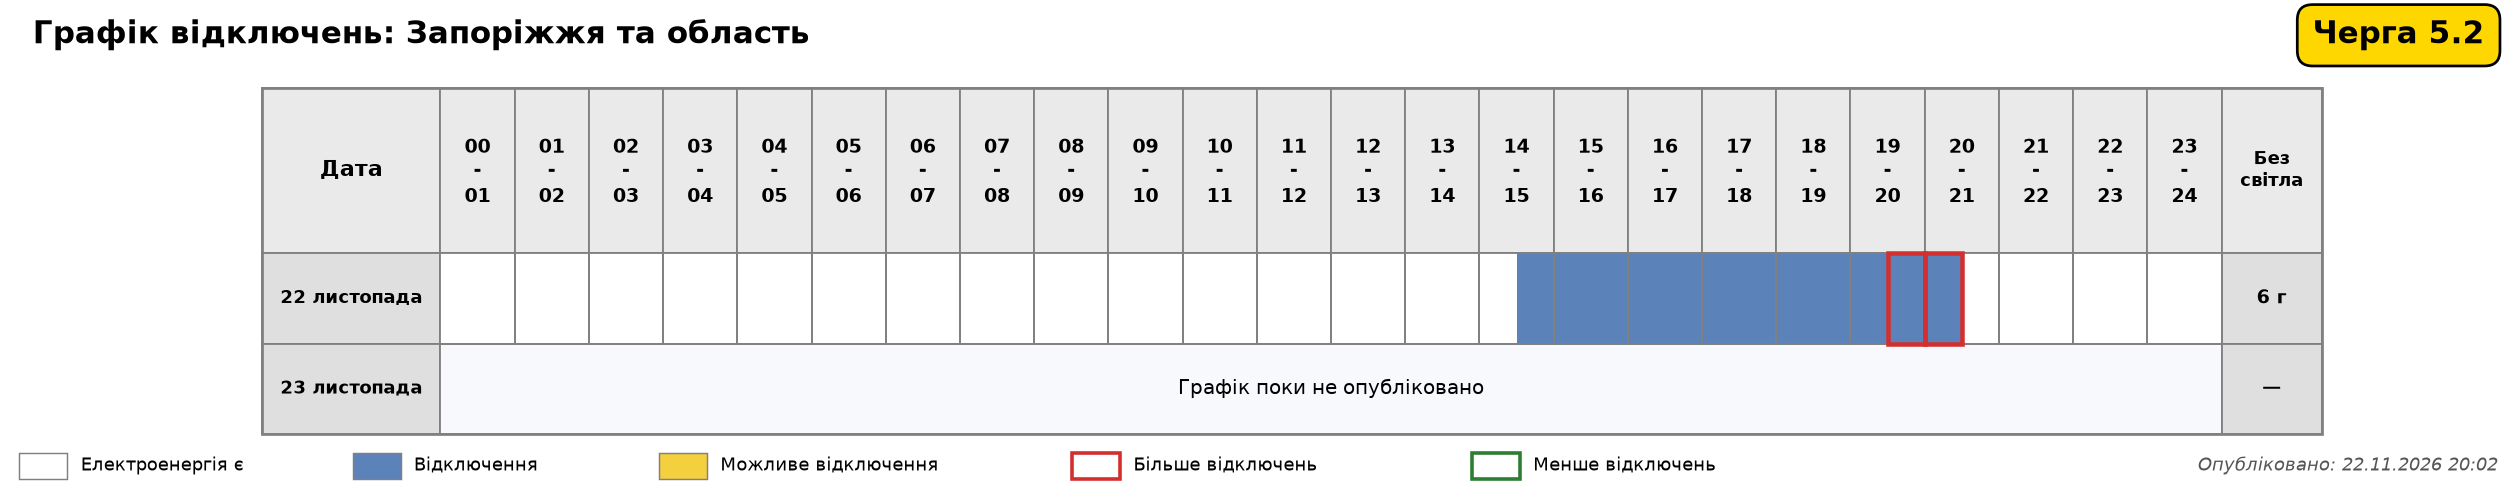 Графік відключень: Запоріжжя та область
Черга 5.2
Дата
00 - 01
01 - 02
02 - 03
03 - 04
04 - 05
05 - 06
06 - 07
07 - 08
08 - 09
09 - 10
10 - 11
11 - 12
12 - 13
13 - 14
14 - 15
15 - 16
16 - 17
17 - 18
18 - 19
19 - 20
20 - 21
21 - 22
22 - 23
23 - 24
Без
світла
22 листопада
6 г
23 листопада
Графік поки не опубліковано
—
Електроенергія є
Відключення
Можливе відключення
Більше відключень
Менше відключень
Опубліковано: 22.11.2026 20:02